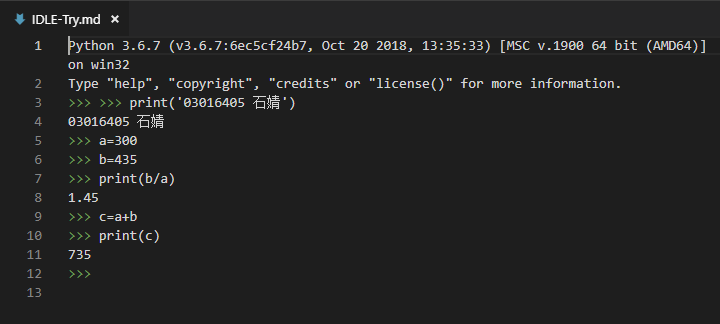 IDLE-Try.md ×
1 Python 3.6.7 (v3.6.7:6ec5cf24b7, Oct 20 2018, 13:35:33) [MSC v.1900 64 bit (AMD64)]
on win32
2 Type "help", "copyright", "credits" or "license()" for more information.
3 >>> >>> print('03016405 石婧')
4 03016405 石婧
5 >>> a=300
6 >>> b=435
7 >>> print(b/a)
8 1.45
9 >>> c=a+b
10 >>> print(c)
11 735
12 >>>
13